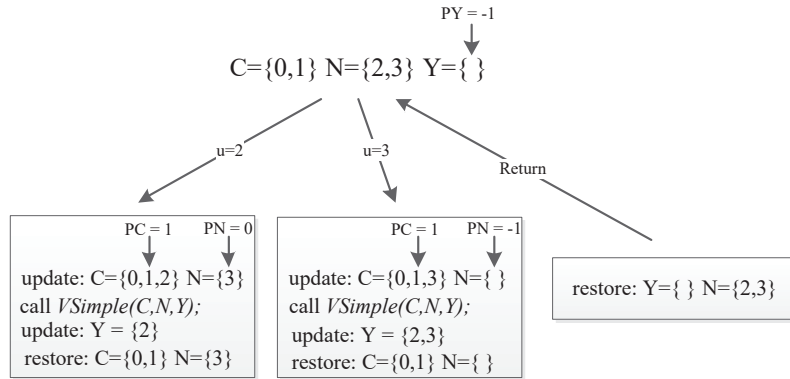 PY = -1
C={0,1} N={2,3} Y={ }
u=2
u=3
Return
PC = 1 PN = 0
update: C={0,1,2} N={3}
call VSimple(C,N,Y);
update: Y = {2}
restore: C={0,1} N={3}
PC = 1 PN = -1
update: C={0,1,3} N={ }
call VSimple(C,N,Y);
update: Y = {2,3}
restore: C={0,1} N={ }
restore: Y={ } N={2,3}